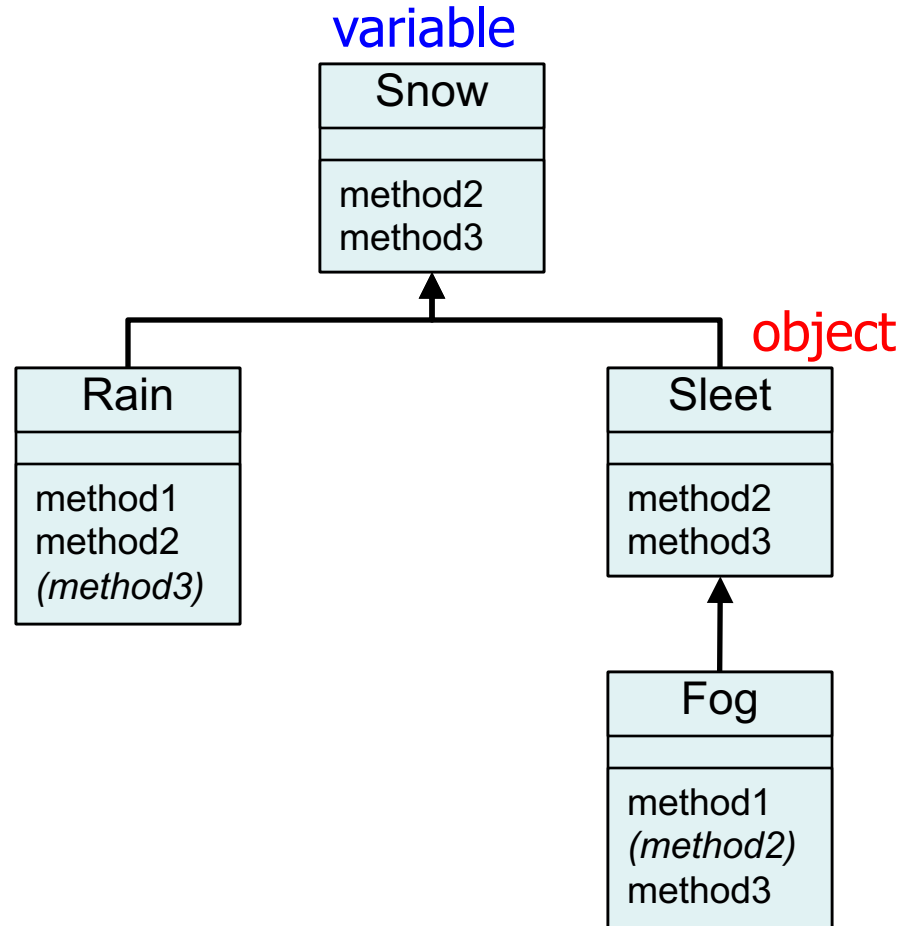 variable
Snow
method2
method3
object
Rain
method1
method2
(method3)
Sleet
method2
method3
Fog
method1
(method2)
method3